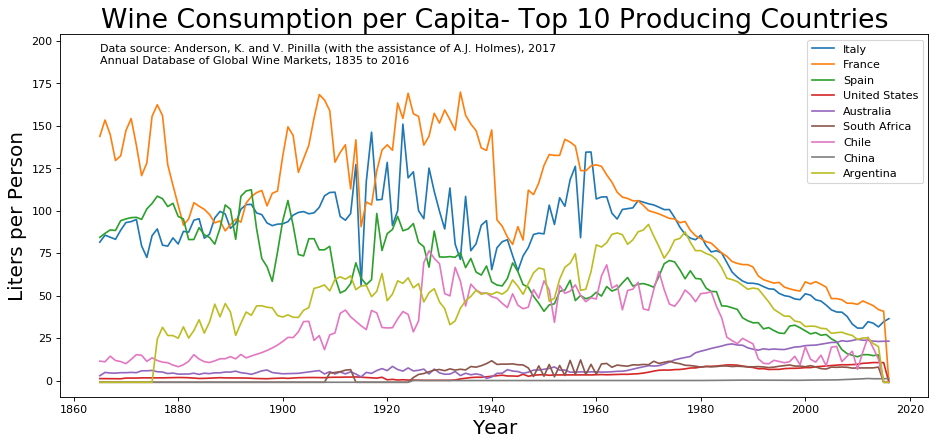 Wine Consumption per Capita- Top 10 Producing Countries
Data source: Anderson, K. and V. Pinilla (with the assistance of A.J. Holmes), 2017
Annual Database of Global Wine Markets, 1835 to 2016
Italy
France
Spain
United States
Australia
South Africa
Chile
China
Argentina
Liters per Person
200
175
150
125
100
75
50
25
0
1860 1880 1900 1920 1940 1960 1980 2000 2020
Year